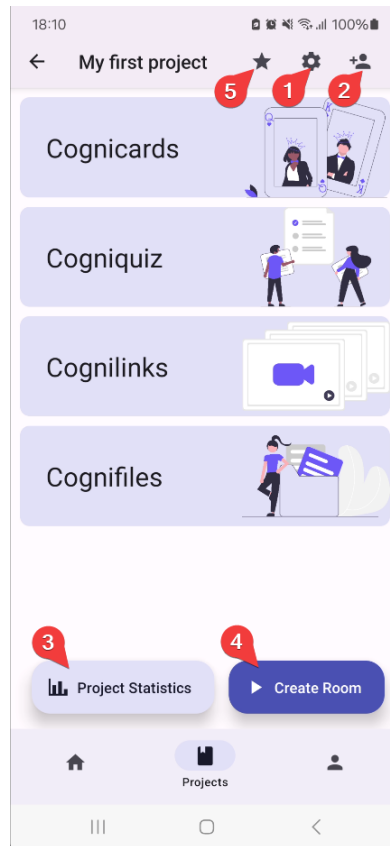 18:10
100%
My first project
5
1
2
Cognicards
Q
K
Cogniquiz
Cognilinks
Cognifiles
3
4
Project Statistics
Create Room
Projects